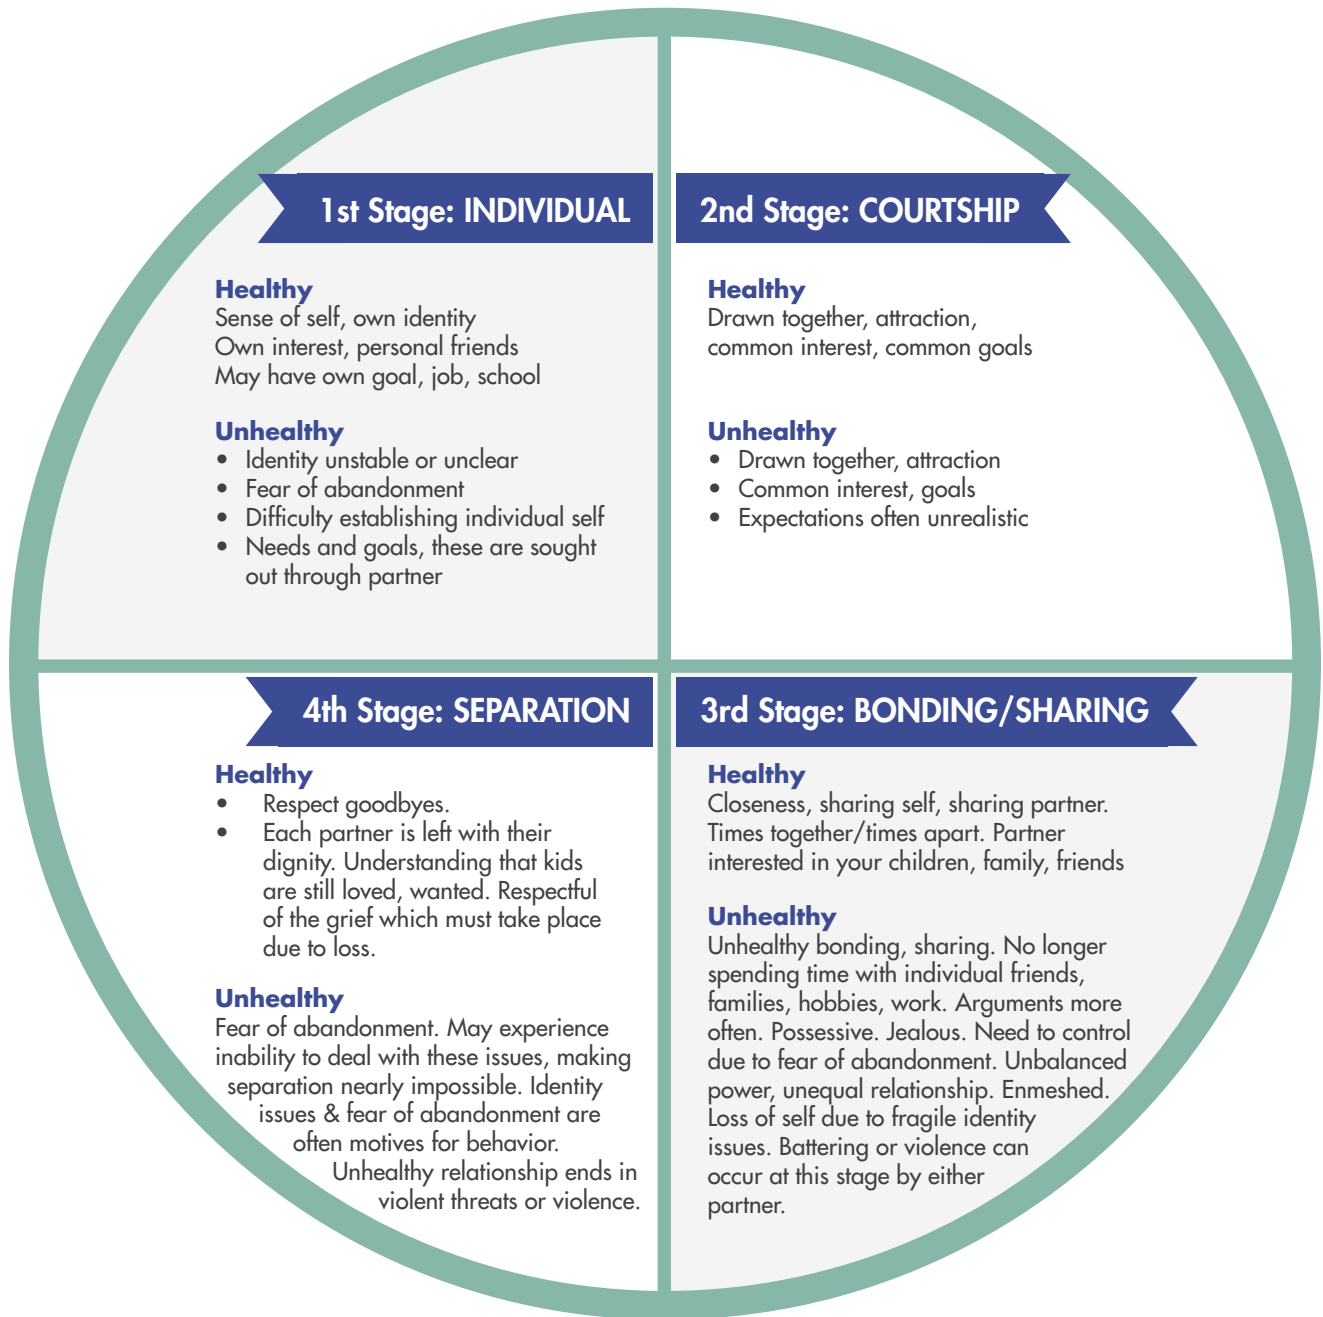 1st Stage: INDIVIDUAL
Healthy
Sense of self, own identity
Own interest, personal friends
May have own goal, job, school
Unhealthy
• Identity unstable or unclear
• Fear of abandonment
• Difficulty establishing individual self
• Needs and goals, these are sought
out through partner
2nd Stage: COURTSHIP
Healthy
Drawn together, attraction,
common interest, common goals
Unhealthy
• Drawn together, attraction
• Common interest, goals
• Expectations often unrealistic
3rd Stage: BONDING/SHARING
Healthy
Closeness, sharing self, sharing partner.
Times together/times apart. Partner
interested in your children, family, friends
Unhealthy
Unhealthy bonding, sharing. No longer
spending time with individual friends,
families, hobbies, work. Arguments more
often. Possessive. Jealous. Need to control
due to fear of abandonment. Unbalanced
power, unequal relationship. Enmeshed.
Loss of self due to fragile identity
issues. Battering or violence can
occur at this stage by either
partner.
4th Stage: SEPARATION
Healthy
• Respect goodbyes.
• Each partner is left with their
dignity. Understanding that kids
are still loved, wanted. Respectful
of the grief which must take place
due to loss.
Unhealthy
Fear of abandonment. May experience
inability to deal with these issues, making
separation nearly impossible. Identity
issues & fear of abandonment are
often motives for behavior.
Unhealthy relationship ends in
violent threats or violence.